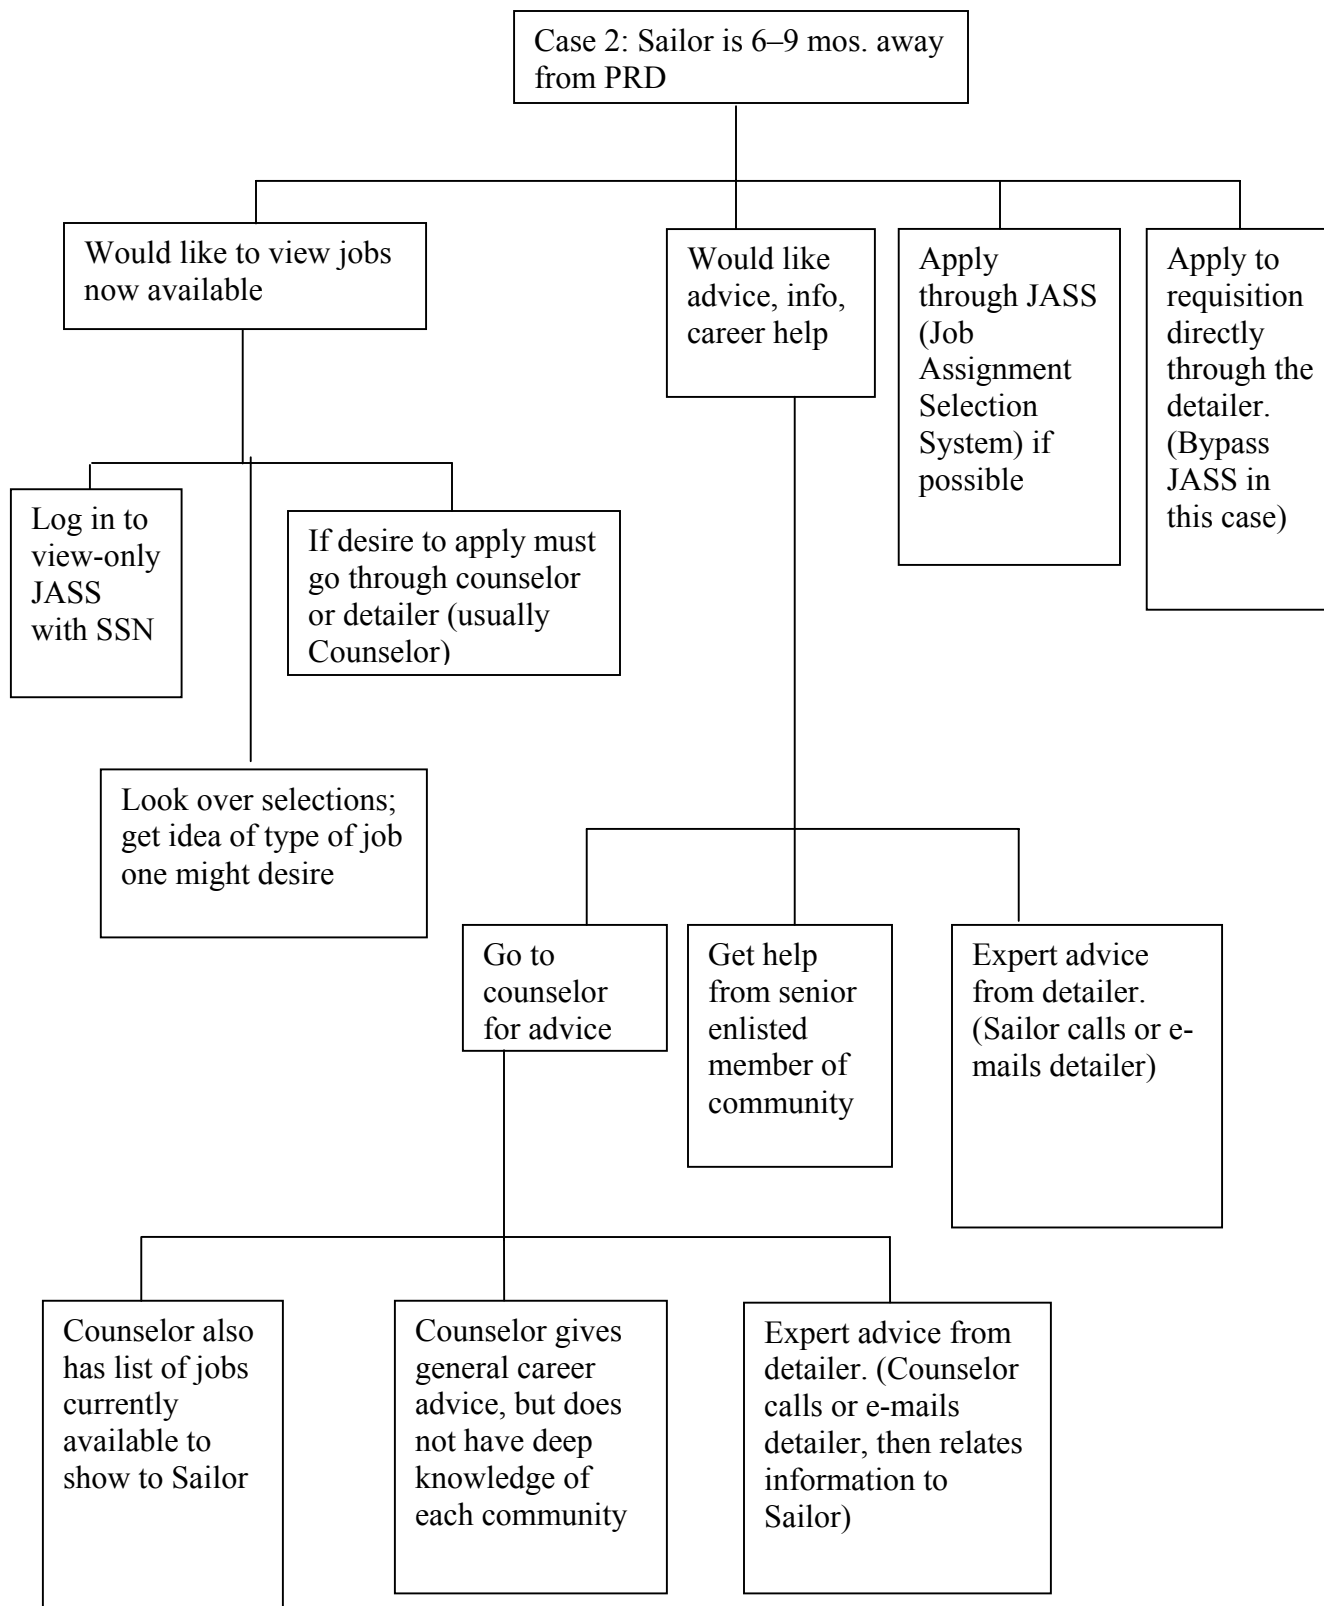 Case 2: Sailor is 6–9 mos. away
from PRD
Would like to view jobs
now available
Would like
advice, info,
career help
Apply
through JASS
(Job
Assignment
Selection
System) if
possible
Apply to
requisition
directly
through the
detailer.
(Bypass
JASS in
this case)
Log in to
view-only
JASS
with SSN
If desire to apply must
go through counselor
or detailer (usually
Counselor)
Look over selections;
get idea of type of job
one might desire
Go to
counselor
for advice
Get help
from senior
enlisted
member of
community
Expert advice
from detailer.
(Sailor calls or e-
mails detailer)
Counselor also
has list of jobs
currently
available to
show to Sailor
Counselor gives
general career
advice, but does
not have deep
knowledge of
each community
Expert advice from
detailer. (Counselor
calls or e-mails
detailer, then relates
information to
Sailor)